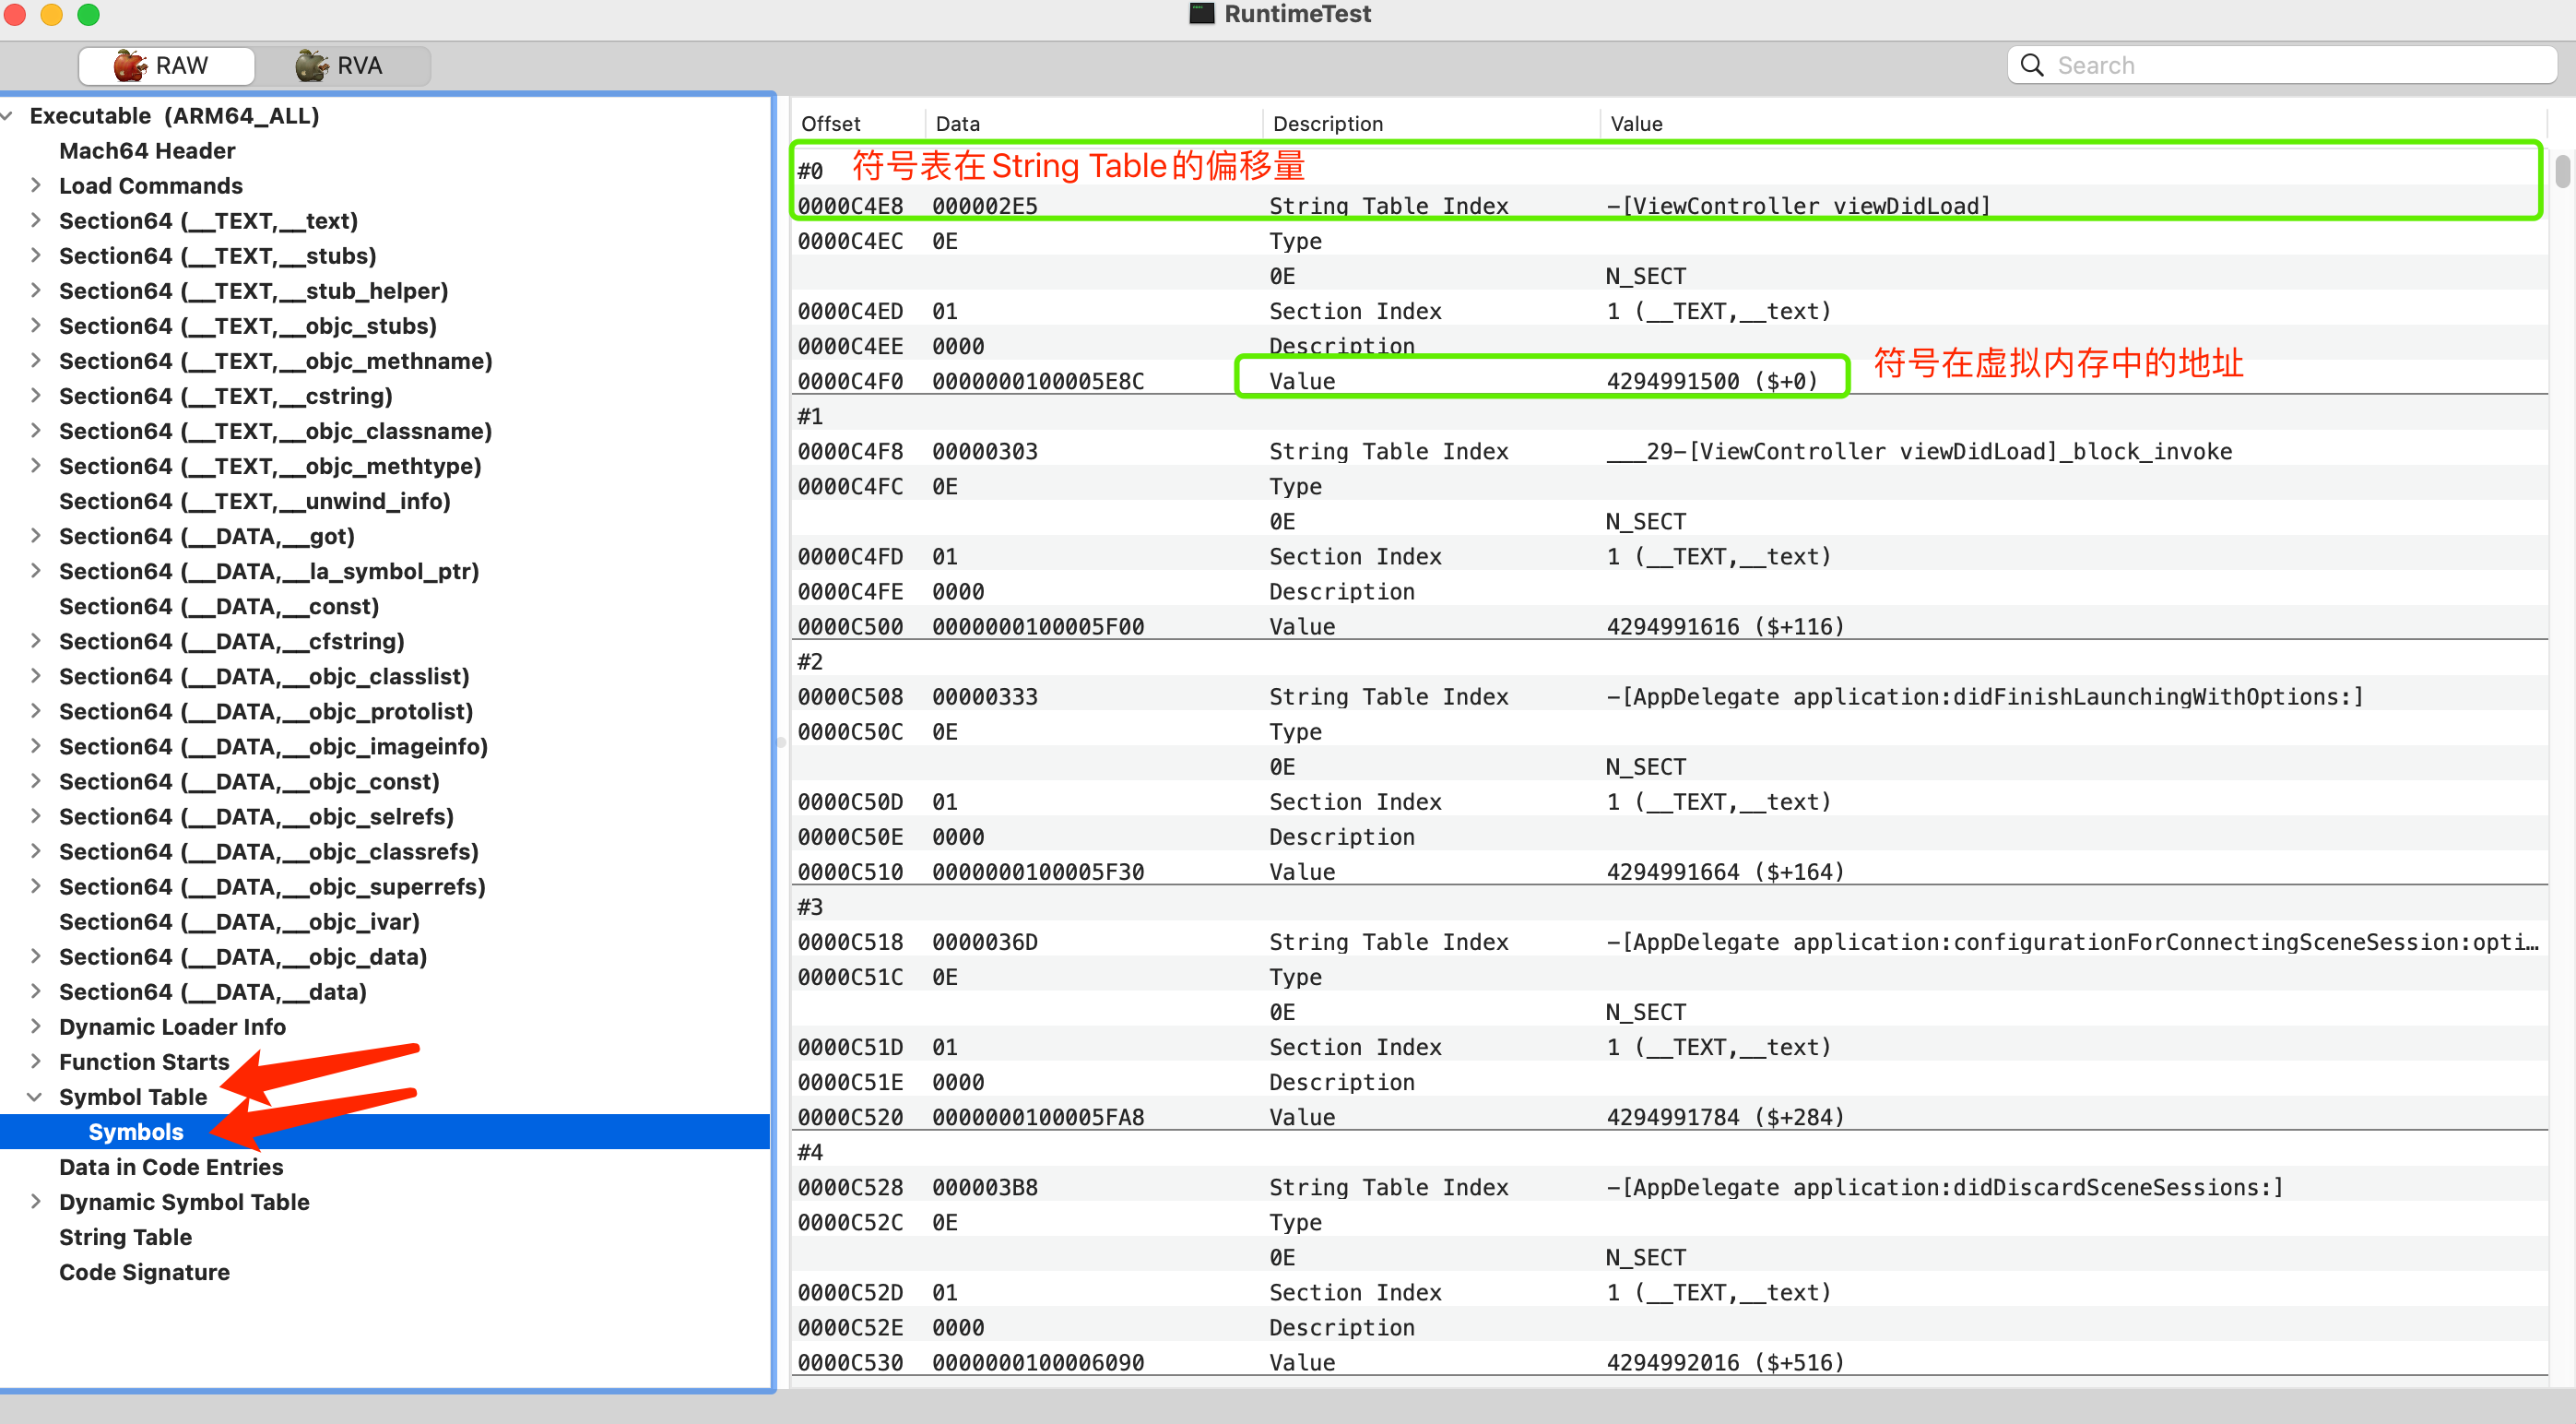 RuntimeTest
RAW
RVA
Search
Executable (ARM64_ALL)
Mach64 Header
Load Commands
Section64 (__TEXT,__text)
Section64 (__TEXT,__stubs)
Section64 (__TEXT,__stub_helper)
Section64 (__TEXT,__objc_stubs)
Section64 (__TEXT,__objc_methname)
Section64 (__TEXT,__cstring)
Section64 (__TEXT,__objc_classname)
Section64 (__TEXT,__objc_methtype)
Section64 (__TEXT,__unwind_info)
Section64 (__DATA,__got)
Section64 (__DATA,__la_symbol_ptr)
Section64 (__DATA,__const)
Section64 (__DATA,__cfstring)
Section64 (__DATA,__objc_classlist)
Section64 (__DATA,__objc_protolist)
Section64 (__DATA,__objc_imageinfo)
Section64 (__DATA,__objc_const)
Section64 (__DATA,__objc_selrefs)
Section64 (__DATA,__objc_classrefs)
Section64 (__DATA,__objc_superrefs)
Section64 (__DATA,__objc_ivar)
Section64 (__DATA,__objc_data)
Section64 (__DATA,__data)
Dynamic Loader Info
Function Starts
Symbol Table
Symbols
Data in Code Entries
Dynamic Symbol Table
String Table
Code Signature
Offset Data Description Value
#0 符号表在String Table的偏移量
0000C4E8 000002E5 String Table Index -[ViewController viewDidLoad]
0000C4EC 0E Type
0E N_SECT
0000C4ED 01 Section Index 1 (__TEXT,__text)
0000C4EE 0000 Description
0000C4F0 0000000100005E8C Value 4294991500 ($+0) 符号在虚拟内存中的地址
#1
0000C4F8 00000303 String Table Index ___29-[ViewController viewDidLoad]_block_invoke
0000C4FC 0E Type
0E N_SECT
0000C4FD 01 Section Index 1 (__TEXT,__text)
0000C4FE 0000 Description
0000C500 0000000100005F00 Value 4294991616 ($+116)
#2
0000C508 00000333 String Table Index -[AppDelegate application:didFinishLaunchingWithOptions:]
0000C50C 0E Type
0E N_SECT
0000C50D 01 Section Index 1 (__TEXT,__text)
0000C50E 0000 Description
0000C510 0000000100005F30 Value 4294991664 ($+164)
#3
0000C518 0000036D String Table Index -[AppDelegate application:configurationForConnectingSceneSession:opti…
0000C51C 0E Type
0E N_SECT
0000C51D 01 Section Index 1 (__TEXT,__text)
0000C51E 0000 Description
0000C520 0000000100005FA8 Value 4294991784 ($+284)
#4
0000C528 000003B8 String Table Index -[AppDelegate application:didDiscardSceneSessions:]
0000C52C 0E Type
0E N_SECT
0000C52D 01 Section Index 1 (__TEXT,__text)
0000C52E 0000 Description
0000C530 0000000100006090 Value 4294992016 ($+516)